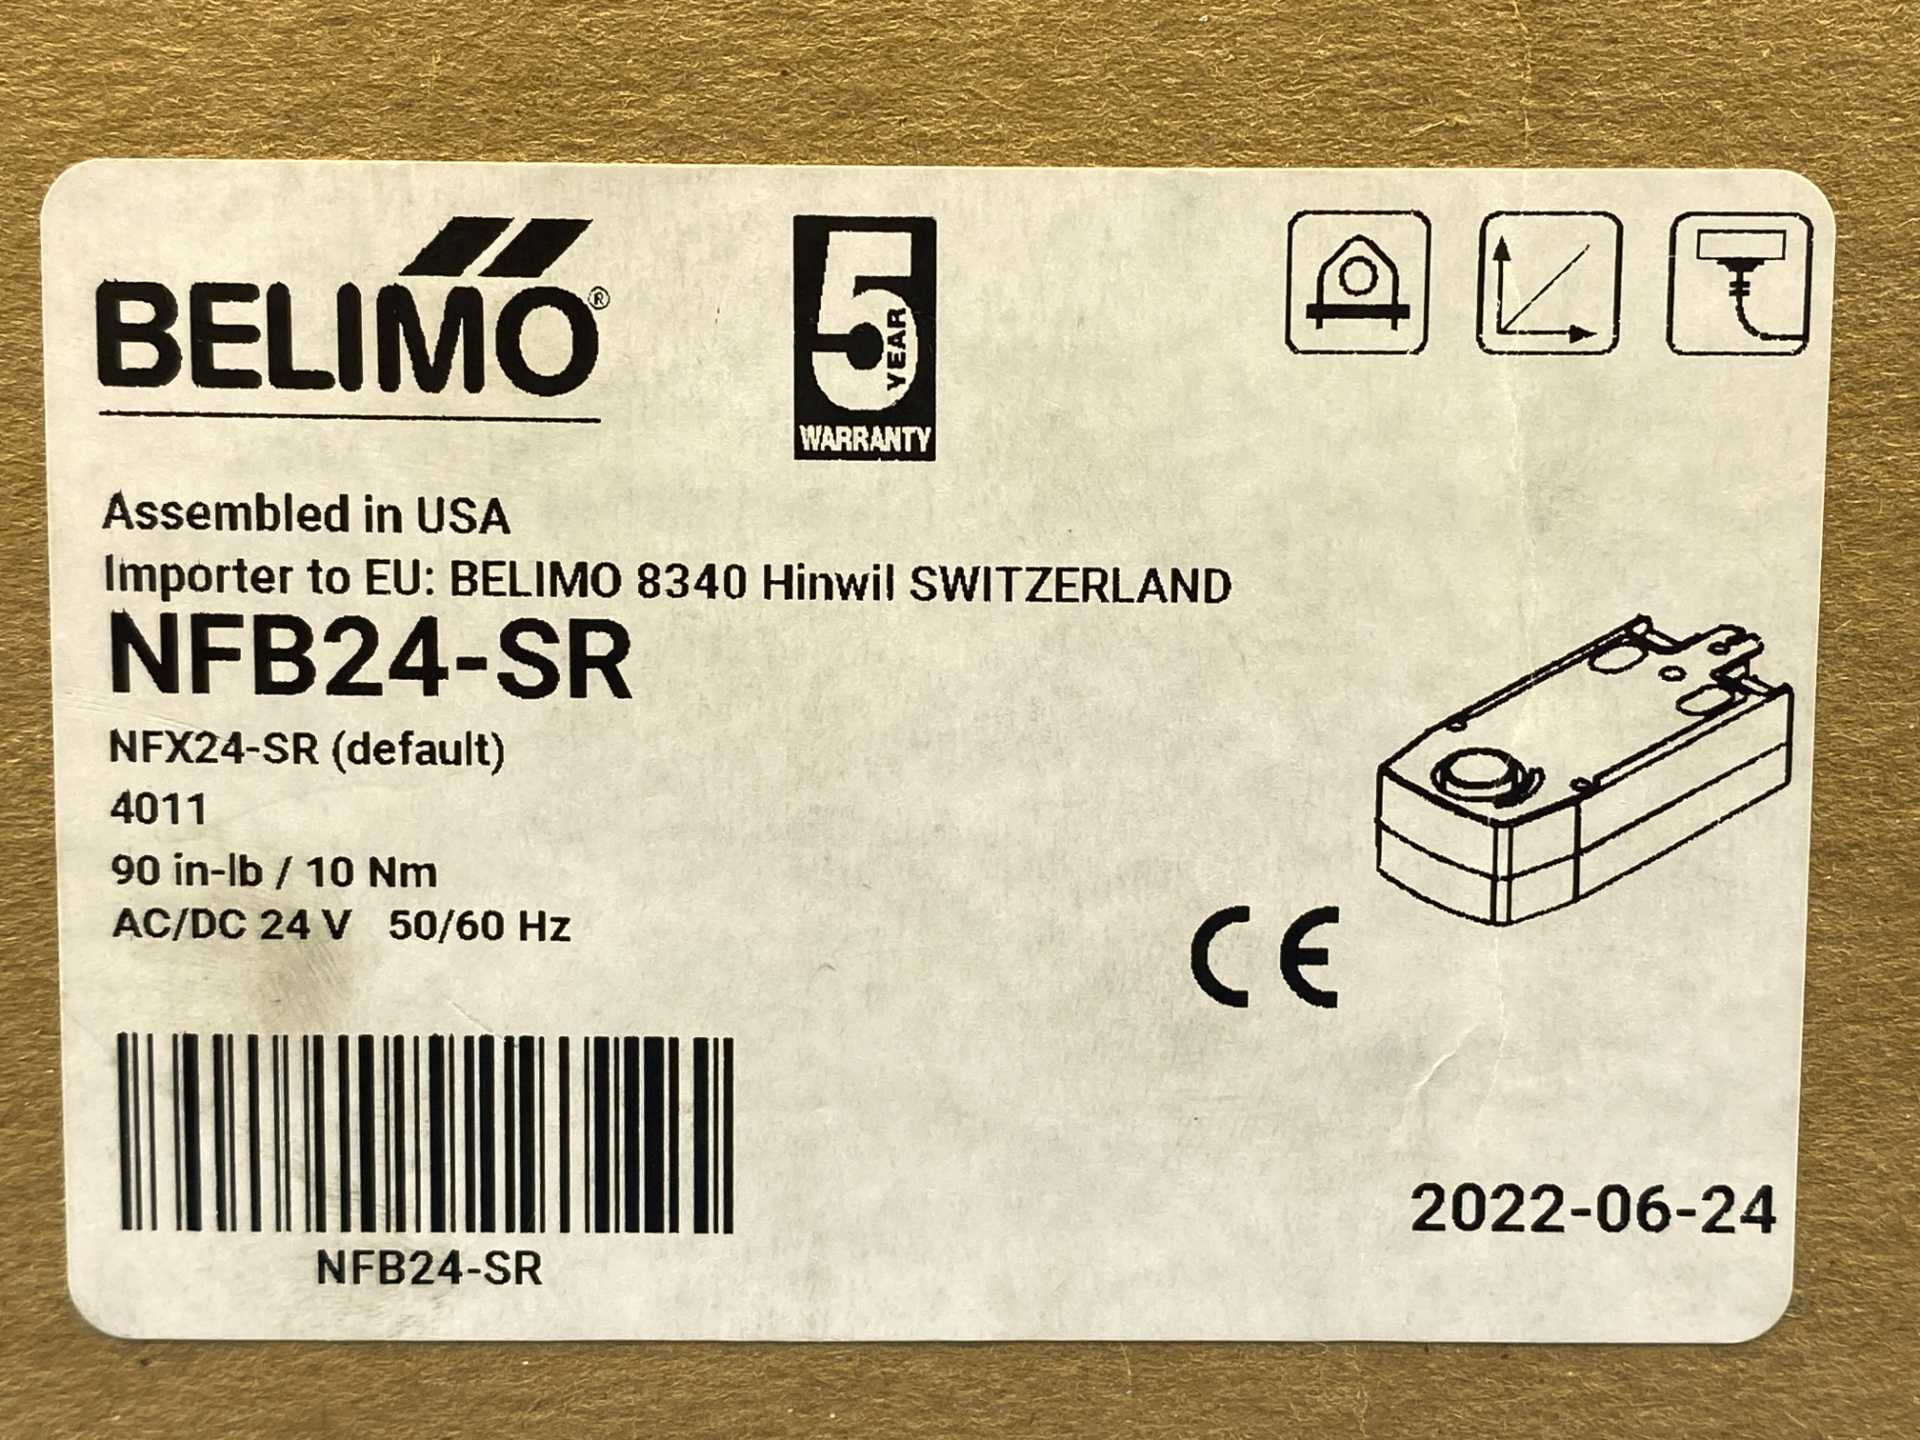 BELIMO®
5 YEAR
WARRANTY
Assembled in USA
Importer to EU: BELIMO 8340 Hinwil SWITZERLAND
NFB24-SR
NFX24-SR (default)
4011
90 in-lb / 10 Nm
AC/DC 24 V 50/60 Hz
CE
NFB24-SR
2022-06-24